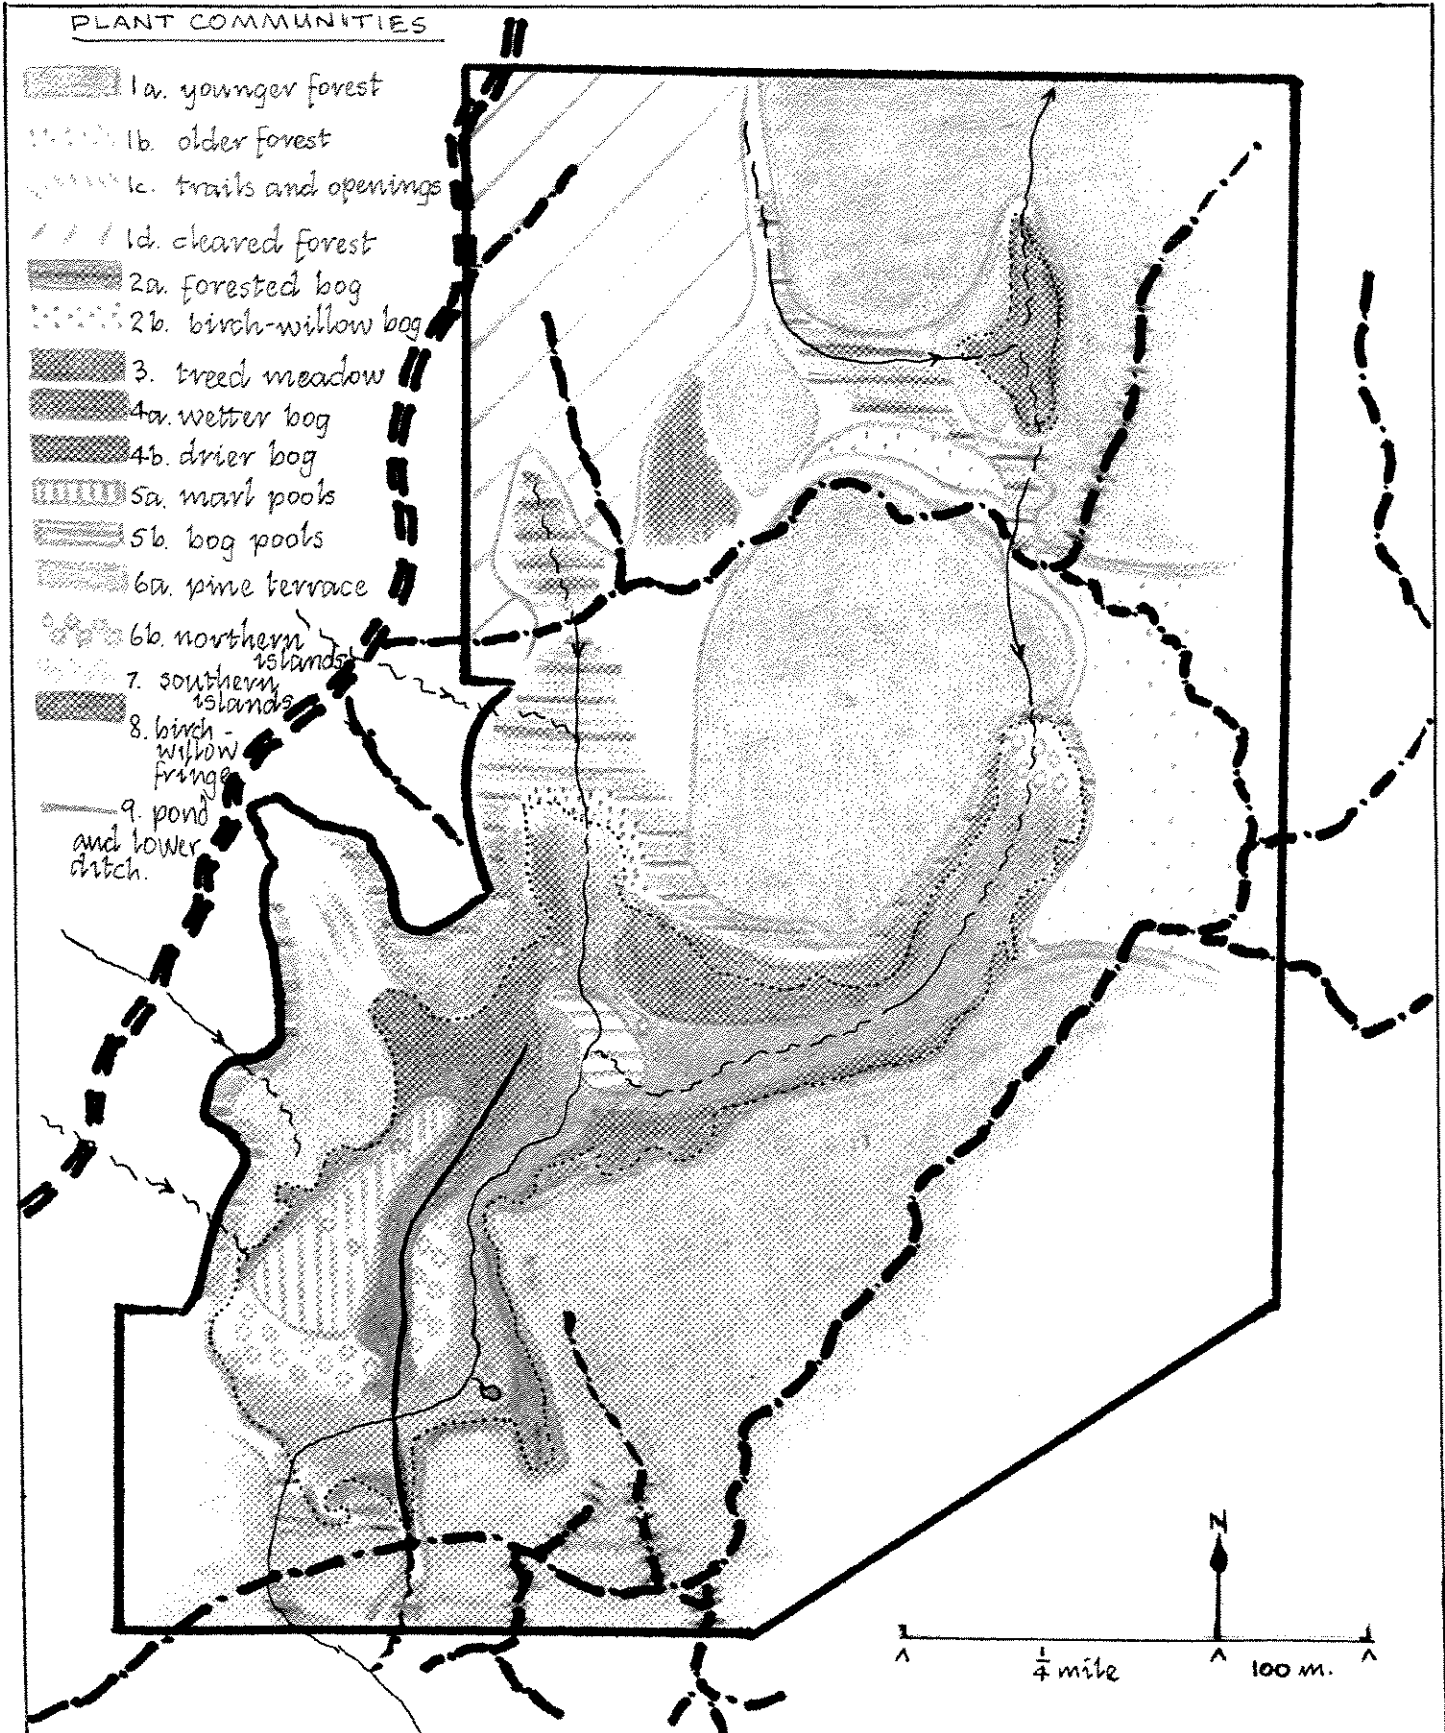 PLANT COMMUNITIES
1a. younger forest
1b. older forest
1c. trails and openings
1d. cleared forest
2a. forested bog
2b. birch-willow bog
3. treed meadow
4a. wetter bog
4b. drier bog
5a. marl pools
5b. bog pools
6a. pine terrace
6b. northern
islands
7. southern
islands
8. birch-
willow
fringe
9. pond
and lower
ditch.
N
1/4 mile
100 m.